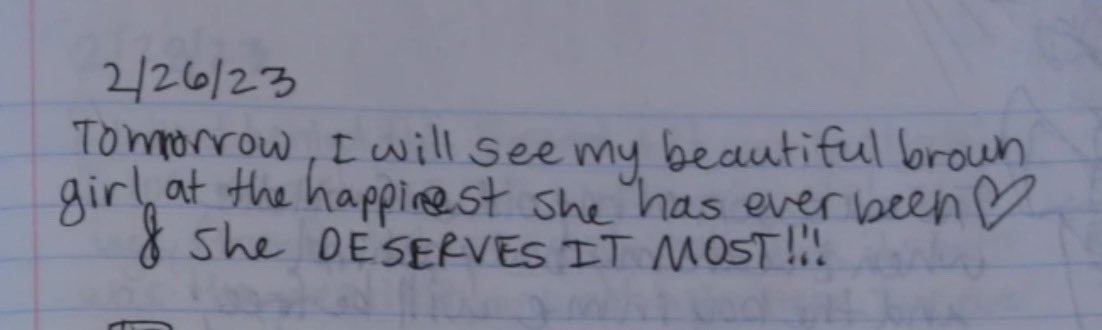 2/26/23
Tomorrow, I will see my beautiful brown
girl at the happiest she has ever been ♡
& she DESERVES IT MOST!!!